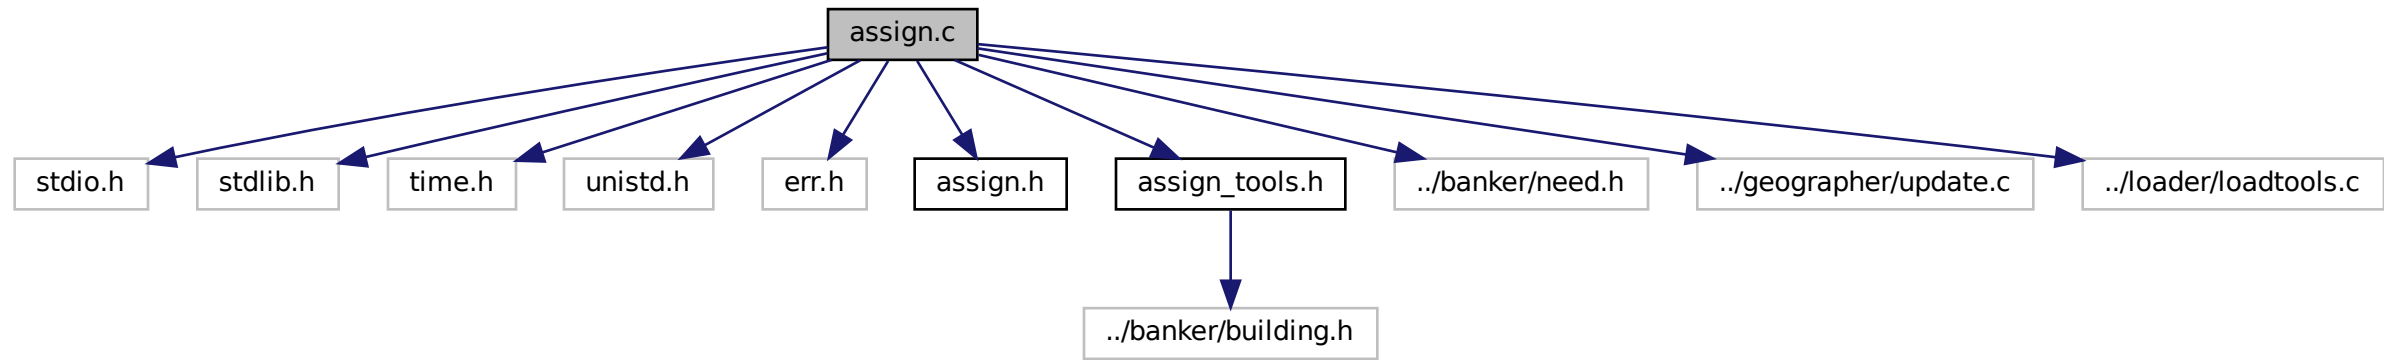 assign.c
stdio.h
stdlib.h
time.h
unistd.h
err.h
assign.h
assign_tools.h
../banker/need.h
../geographer/update.c
../loader/loadtools.c
../banker/building.h